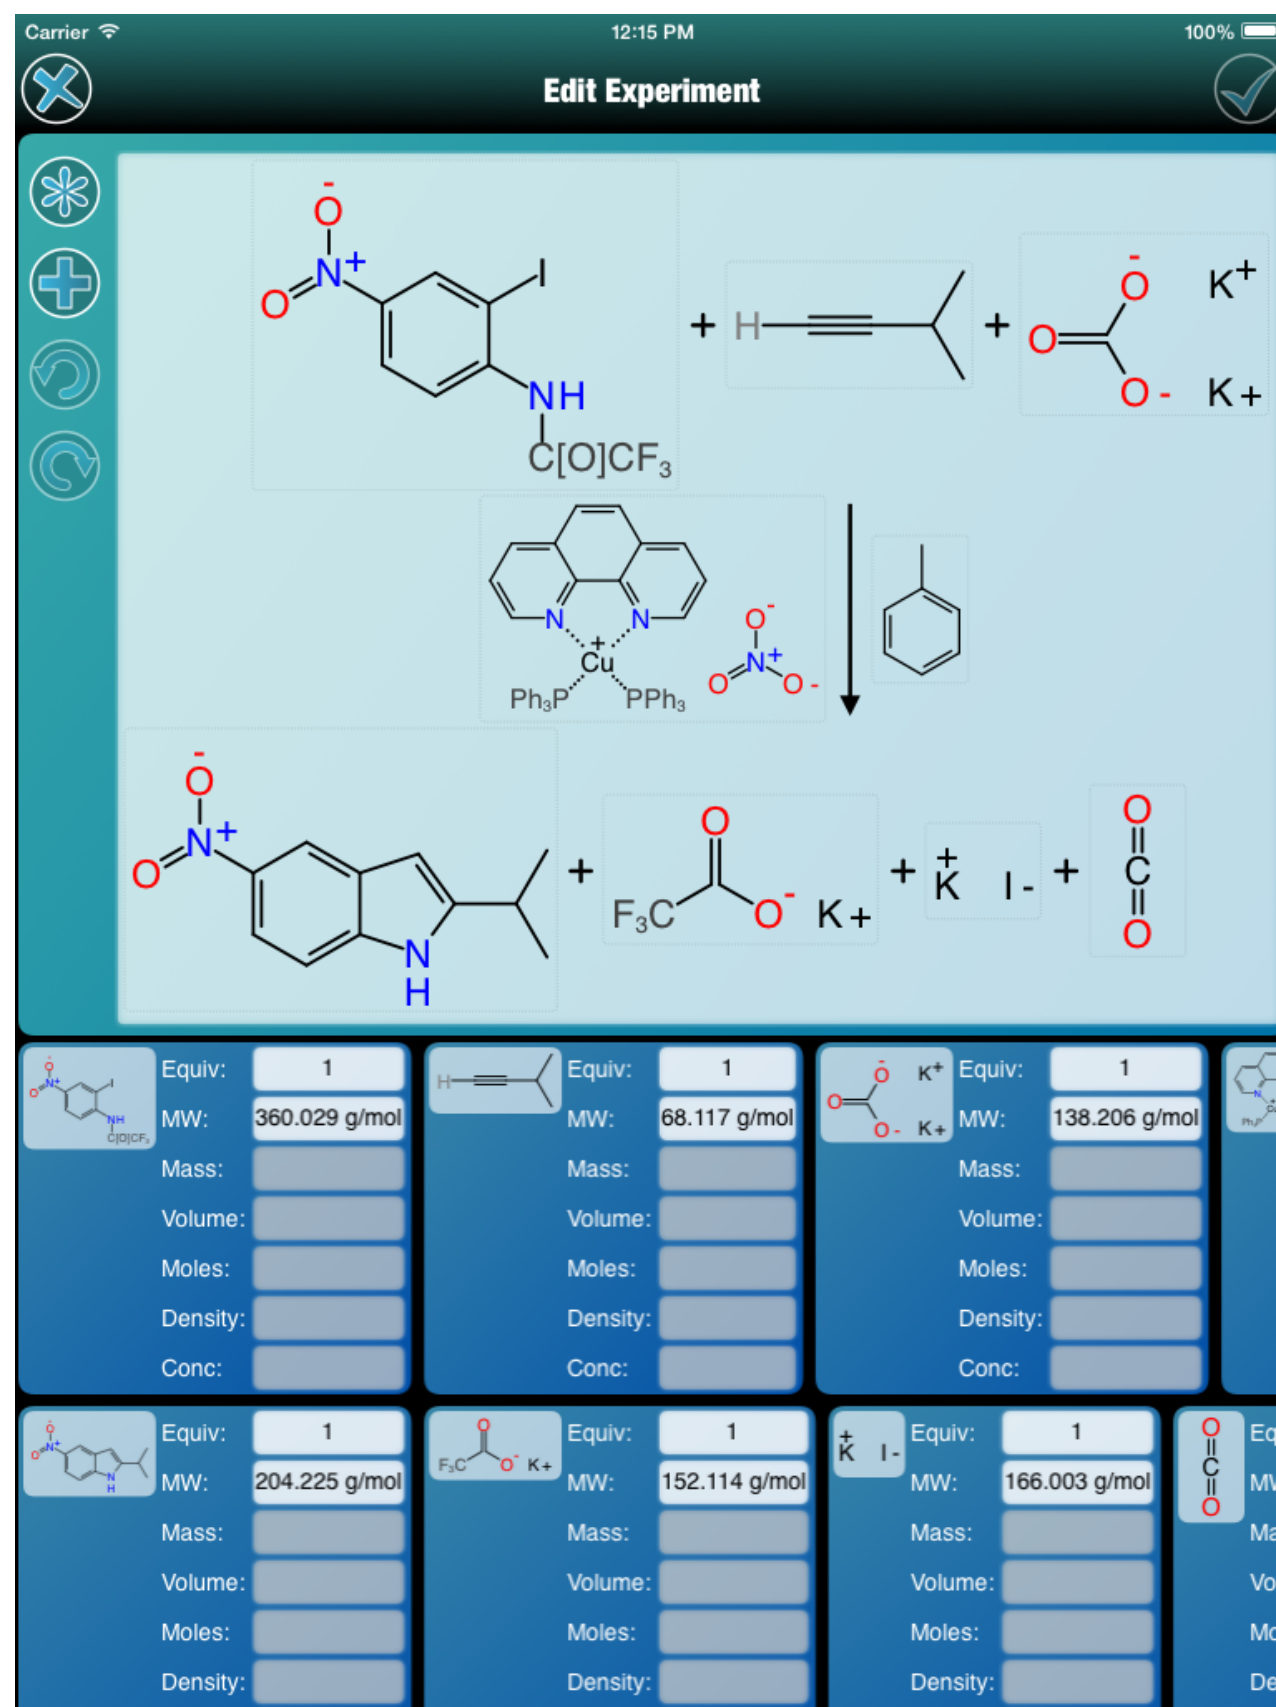 Carrier 12:15 PM 100%
Edit Experiment
-
O
N+
O
I
NH
C[O]CF3
+ H + O
-
O K+
O- K+
N N
+
Cu
Ph3P PPh3
O-
N+
O O-
-
O
N+
O
N
H
+ O
F3C O- K+
+ +
K I-
+ O
C
O
Equiv: 1
MW: 360.029 g/mol
Mass:
Volume:
Moles:
Density:
Conc:
Equiv: 1
MW: 68.117 g/mol
Mass:
Volume:
Moles:
Density:
Conc:
Equiv: 1
MW: 138.206 g/mol
Mass:
Volume:
Moles:
Density:
Conc:
Equiv: 1
MW: 204.225 g/mol
Mass:
Volume:
Moles:
Density:
Equiv: 1
MW: 152.114 g/mol
Mass:
Volume:
Moles:
Density:
Equiv: 1
MW: 166.003 g/mol
Mass:
Volume:
Moles:
Density: